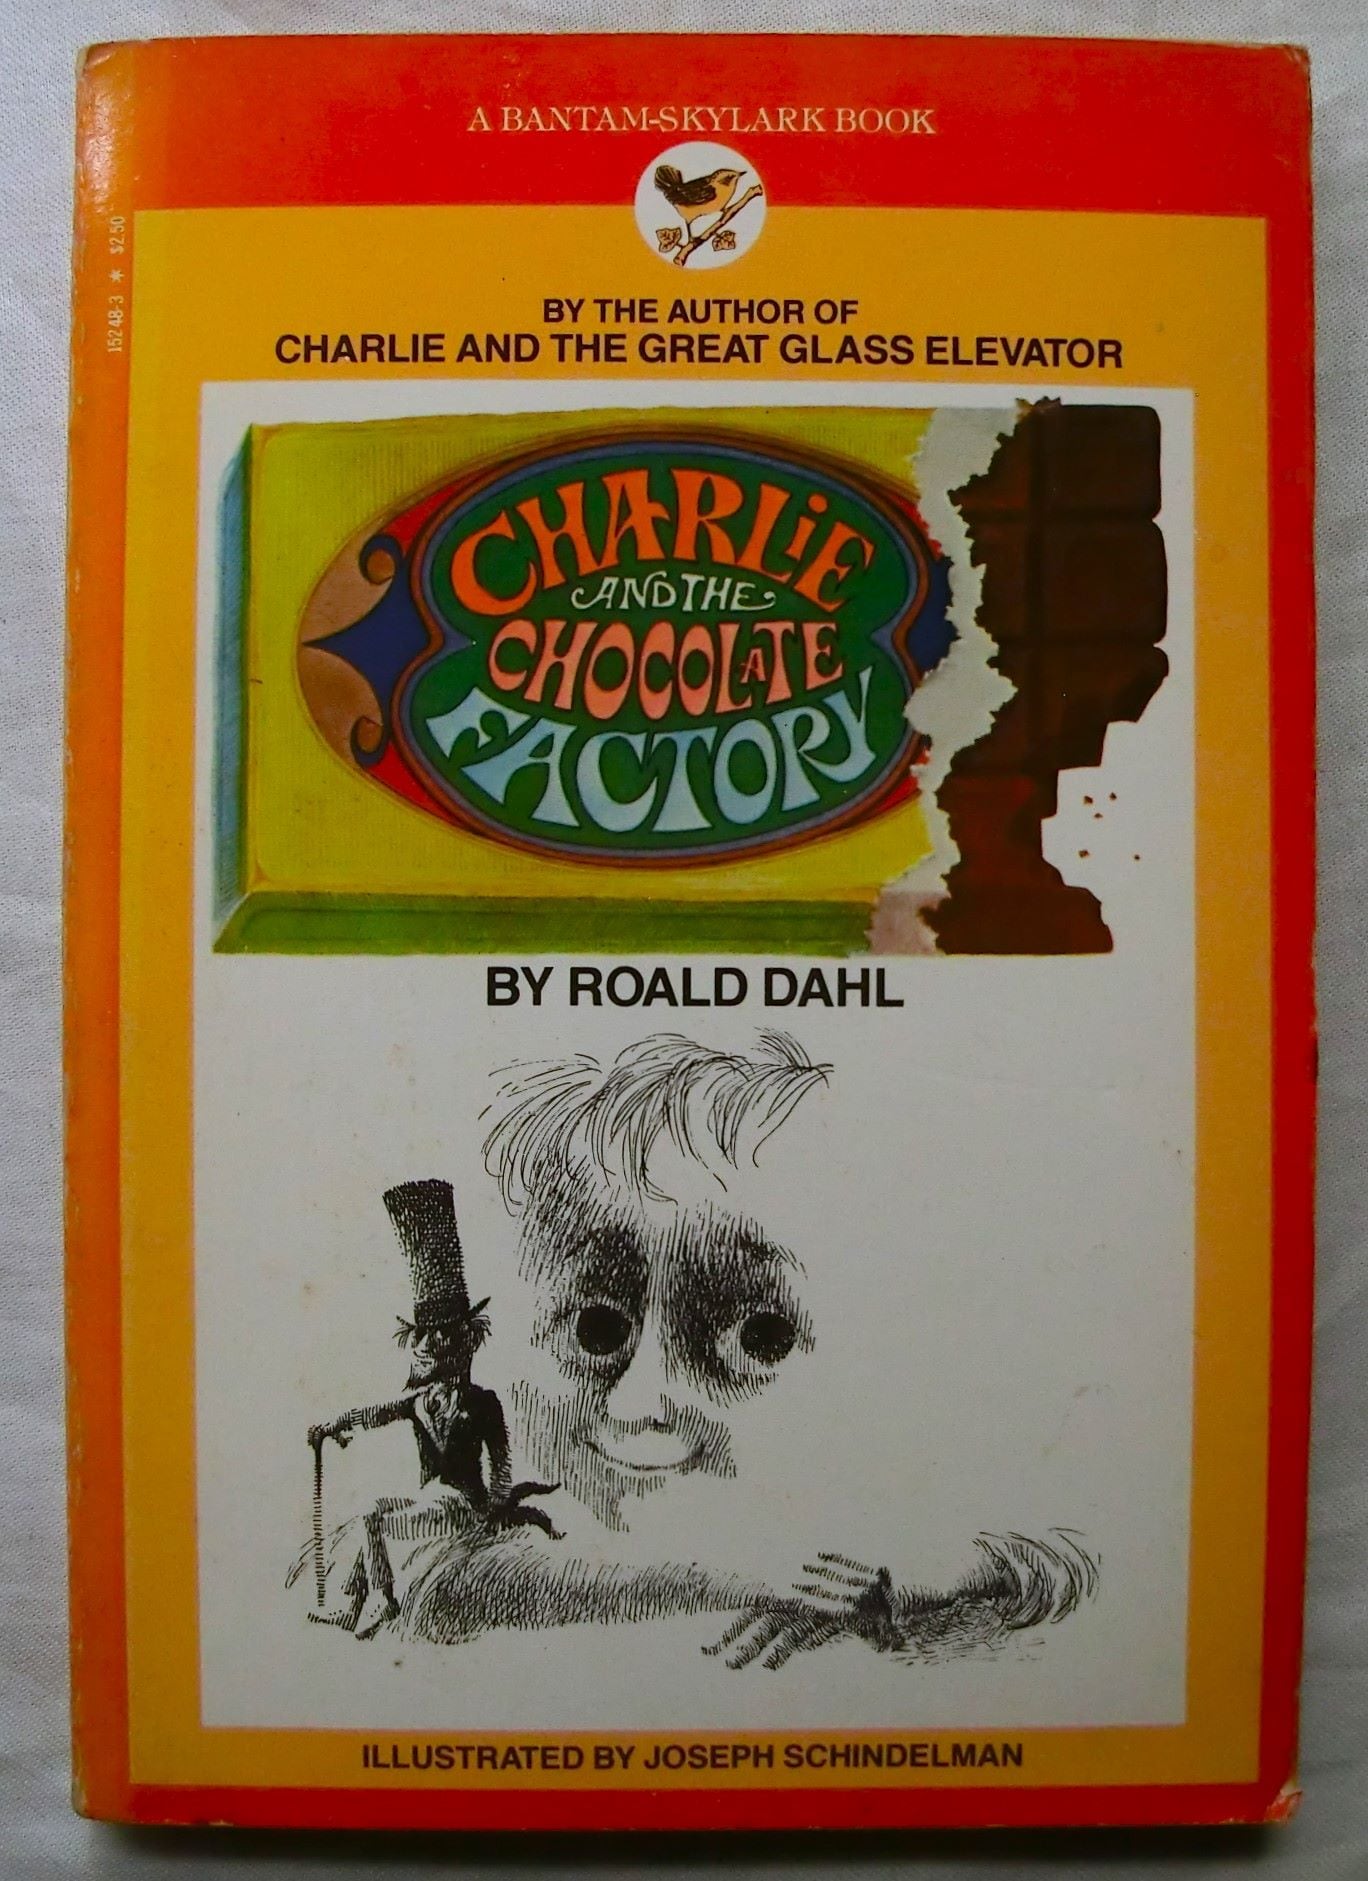 A BANTAM-SKYLARK BOOK
15248-3 * $2.50
BY THE AUTHOR OF
CHARLIE AND THE GREAT GLASS ELEVATOR
CHARLiE
AND THE
CHOCOLATE
FACTORY
BY ROALD DAHL
ILLUSTRATED BY JOSEPH SCHINDELMAN